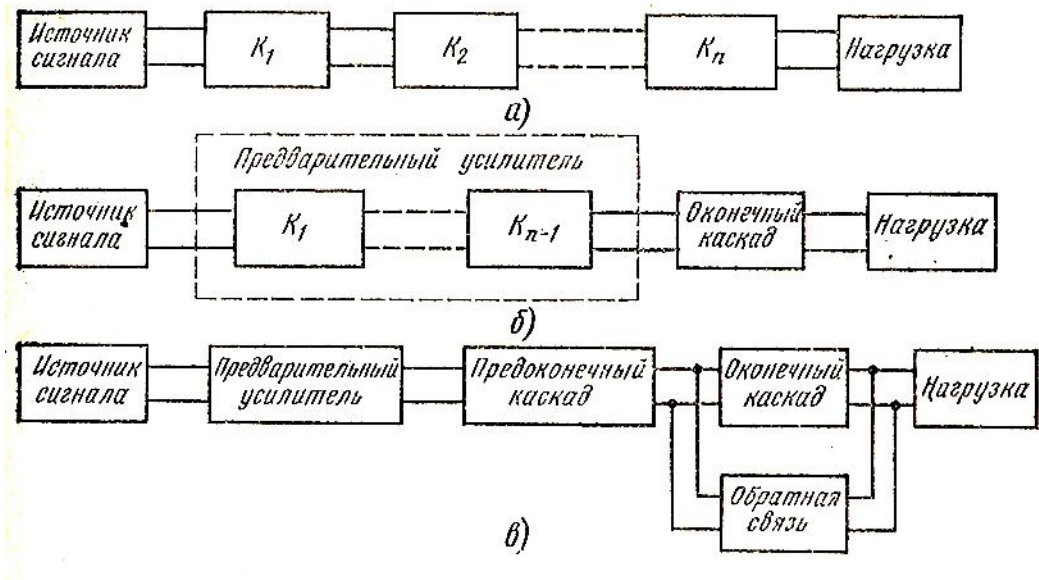 Источник
сигнала
K1
K2
Kn
Нагрузка
а)
Предварительный усилитель
Источник
сигнала
K1
Kn-1
Оконечный
каскад
Нагрузка
б)
Источник
сигнала
Предварительный
усилитель
Предоконечный
каскад
Оконечный
каскад
Нагрузка
Обратная
связь
в)